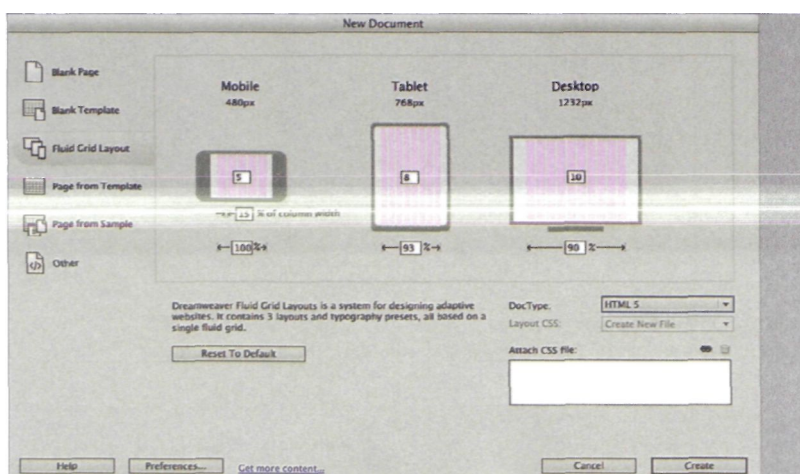 New Document
Blank Page
Blank Template
Fluid Grid Layout
Page from Template
Page from Sample
Other
Mobile
480px
Tablet
768px
Desktop
1232px
5
8
10
25 % of column width
100 %
93 %
90 %
Dreamweaver Fluid Grid Layouts is a system for designing adaptive
websites. It contains 3 layouts and typography presets, all based on a
single fluid grid.
Reset To Default
DocType: HTML 5
Layout CSS: Create New File
Attach CSS file:
Help
Preferences...
Get more content...
Cancel
Create